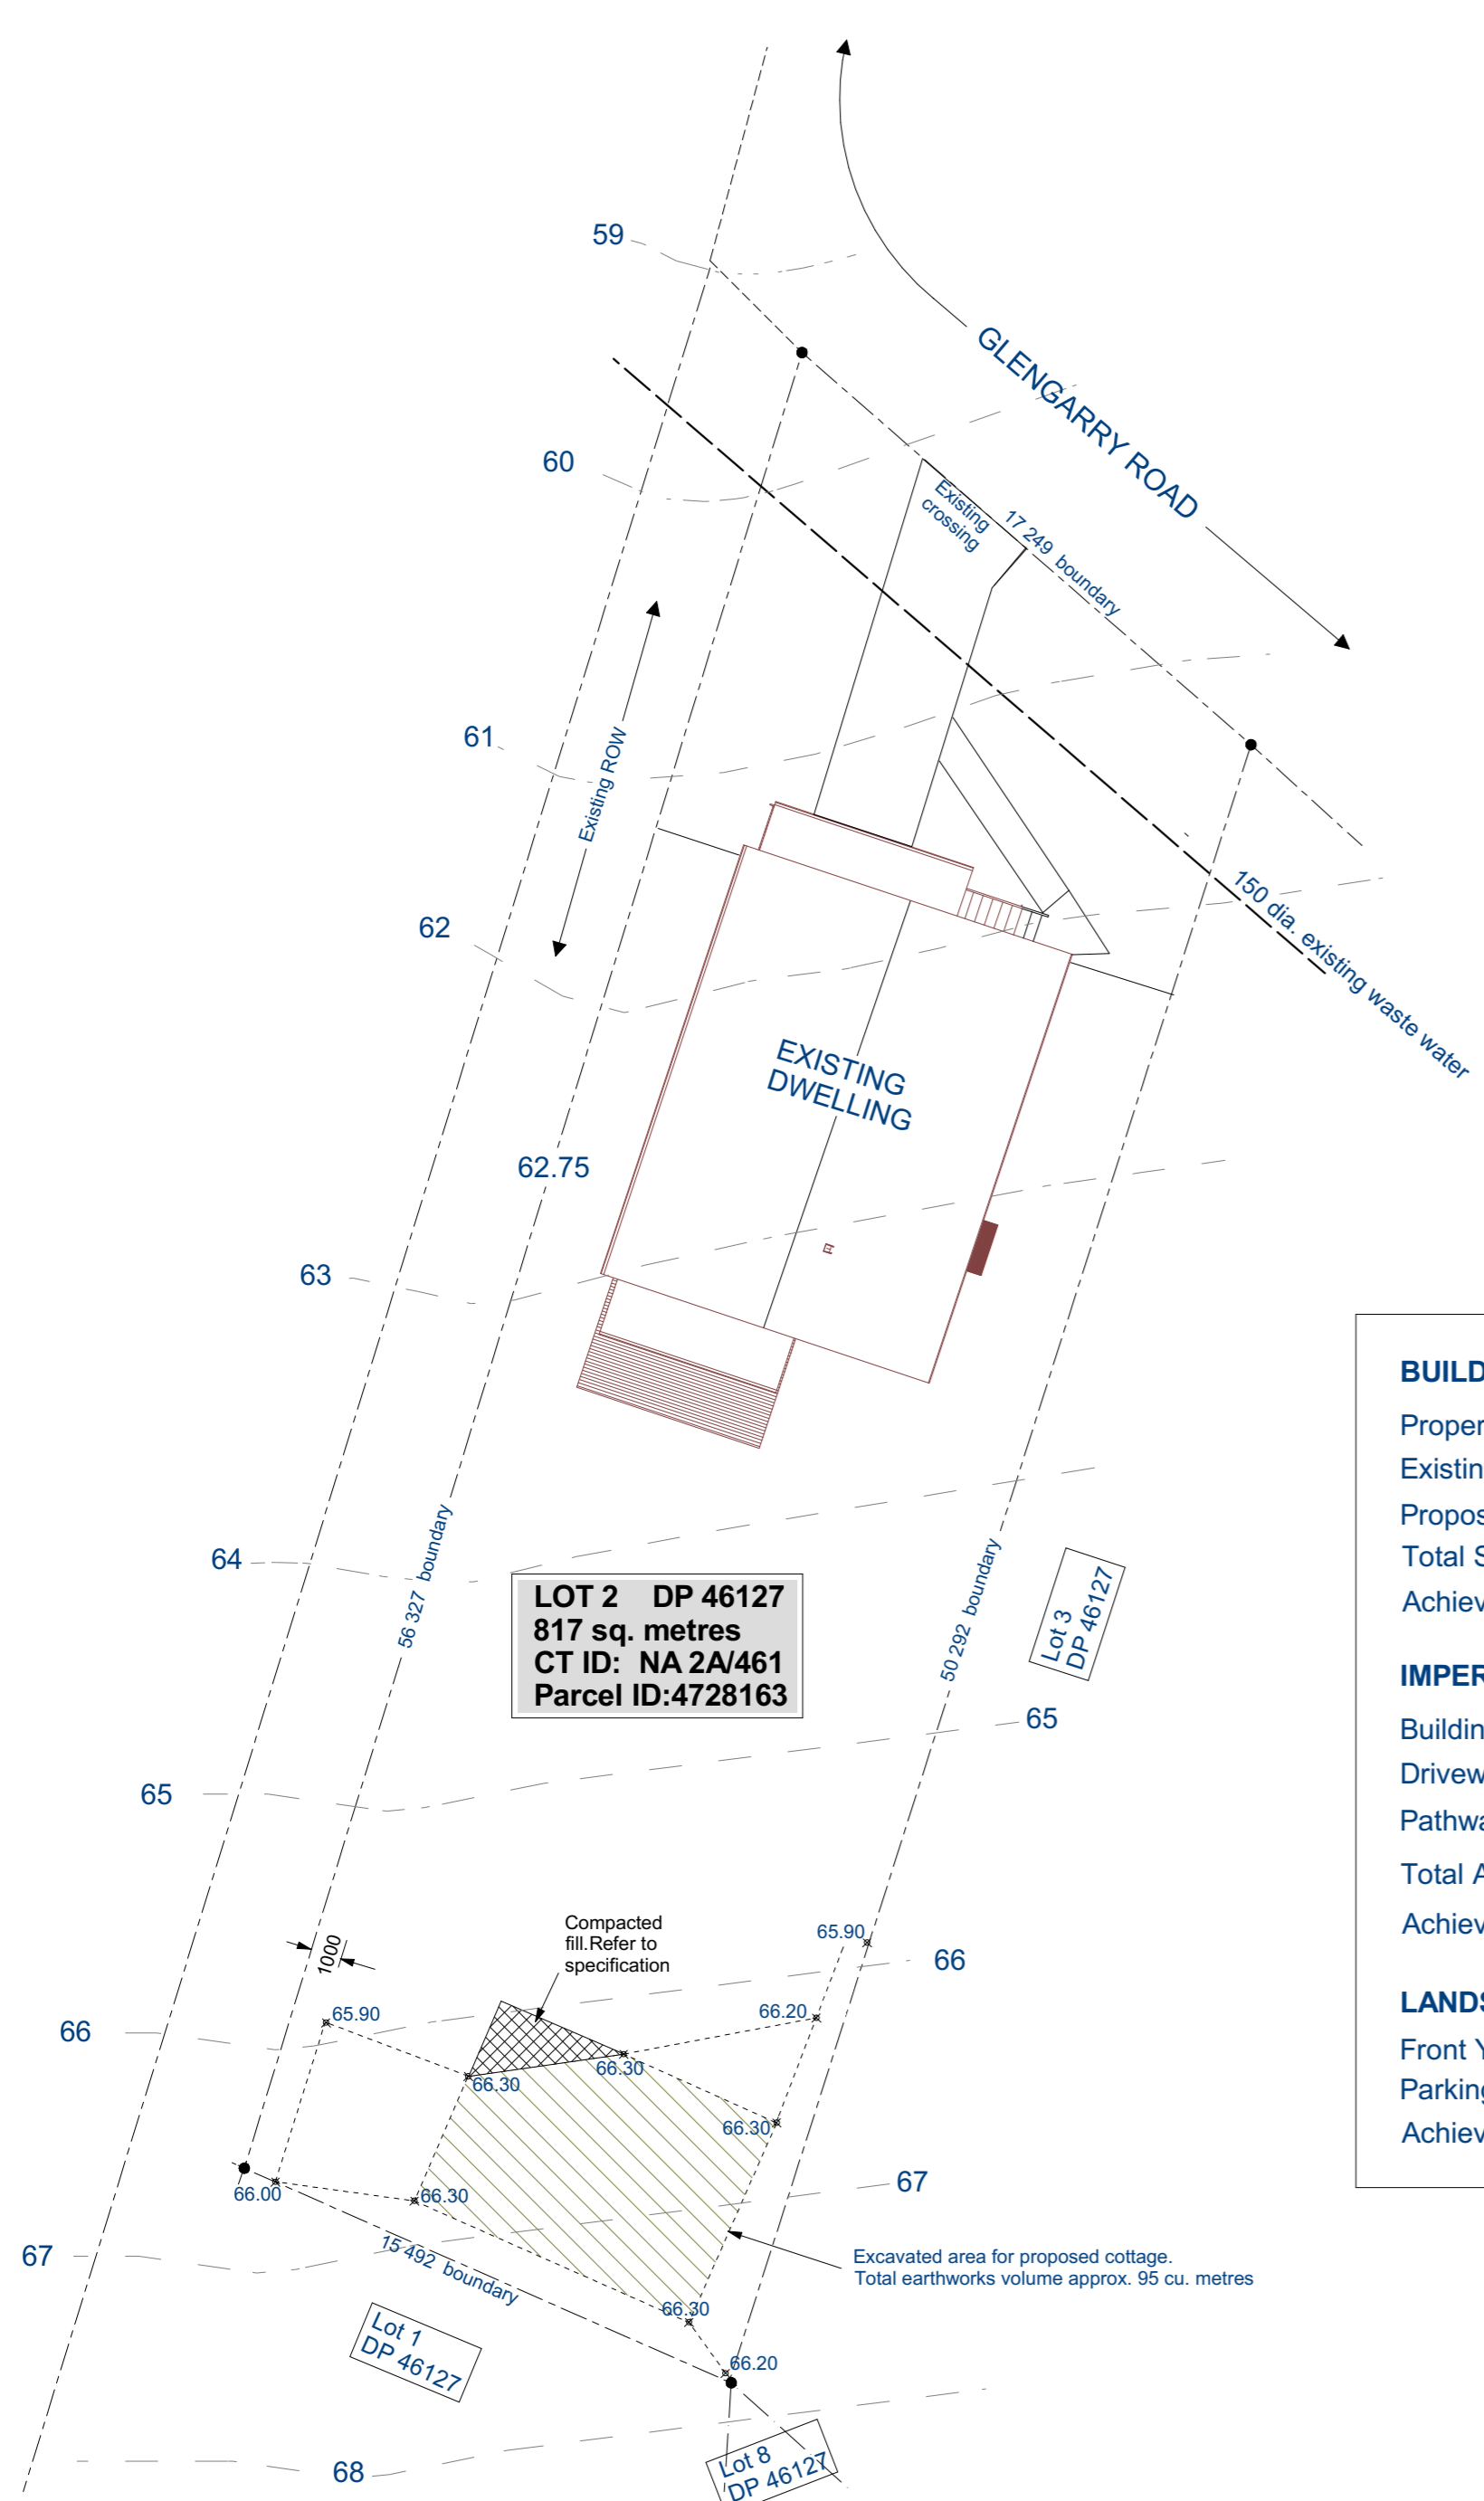 59
GLENGARRY ROAD
60
Existing
crossing
17 249 boundary
61
Existing ROW
150 dia. existing waste water
62
EXISTING
DWELLING
62.75
63
56 327 boundary
64
LOT 2 DP 46127
817 sq. metres
CT ID: NA 2A/461
Parcel ID:4728163
50 292 boundary
Lot 3
DP 46127
65
65
Compacted
fill.Refer to
specification
1000
65.90
66
66.20
65.90
66
66.30
66.30
66.30
67
66.00
66.30
15 492 boundary
67
Excavated area for proposed cottage.
Total earthworks volume approx. 95 cu. metres
66.30
Lot 1
DP 46127
66.20
68
Lot 8
DP 46127
BUILD
Proper
Existin
Propos
Total S
Achiev
IMPER
Buildin
Drivew
Pathwa
Total A
Achiev
LANDS
Front Y
Parking
Achiev